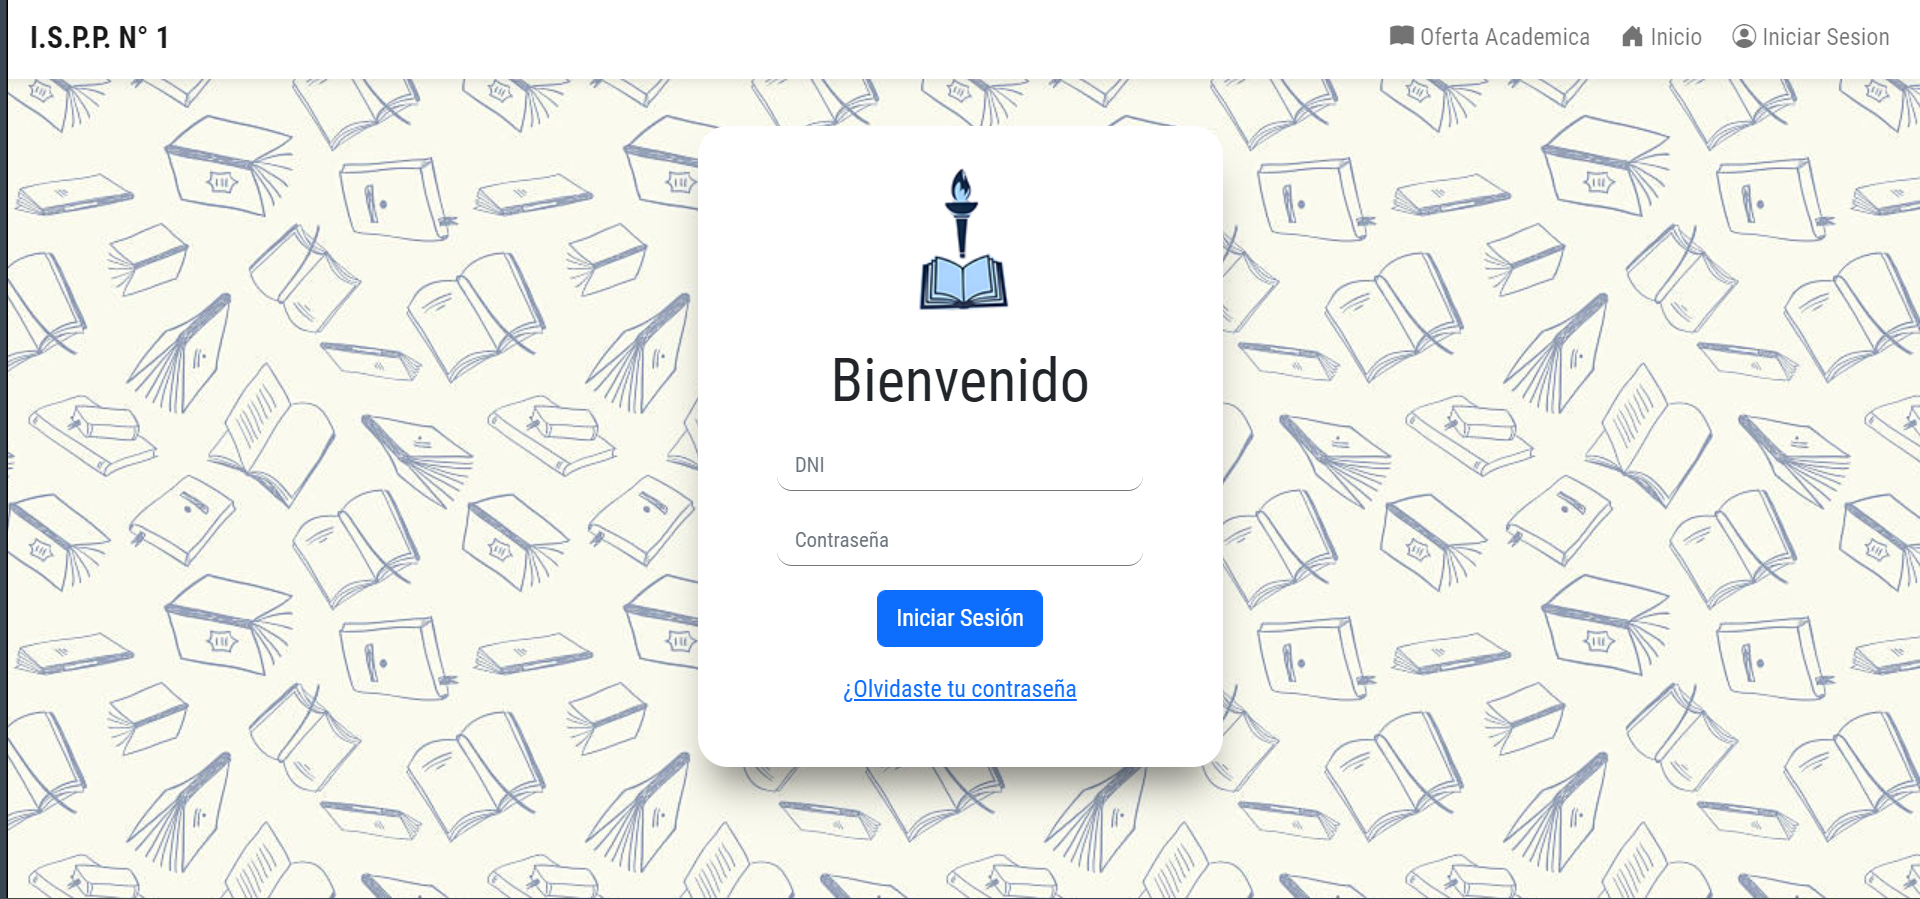 I.S.P.P. N° 1
Oferta Academica
Inicio
Iniciar Sesion
Bienvenido
DNI
Contraseña
Iniciar Sesión
¿Olvidaste tu contraseña